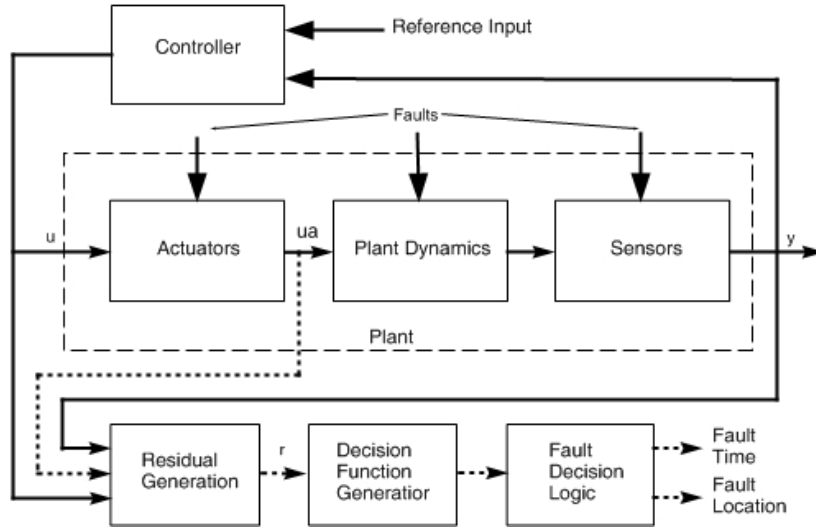 Controller
Reference Input
Faults
u
Actuators
ua
Plant Dynamics
Sensors
y
Plant
Residual
Generation
r
Decision
Function
Generatior
Fault
Decision
Logic
Fault
Time
Fault
Location